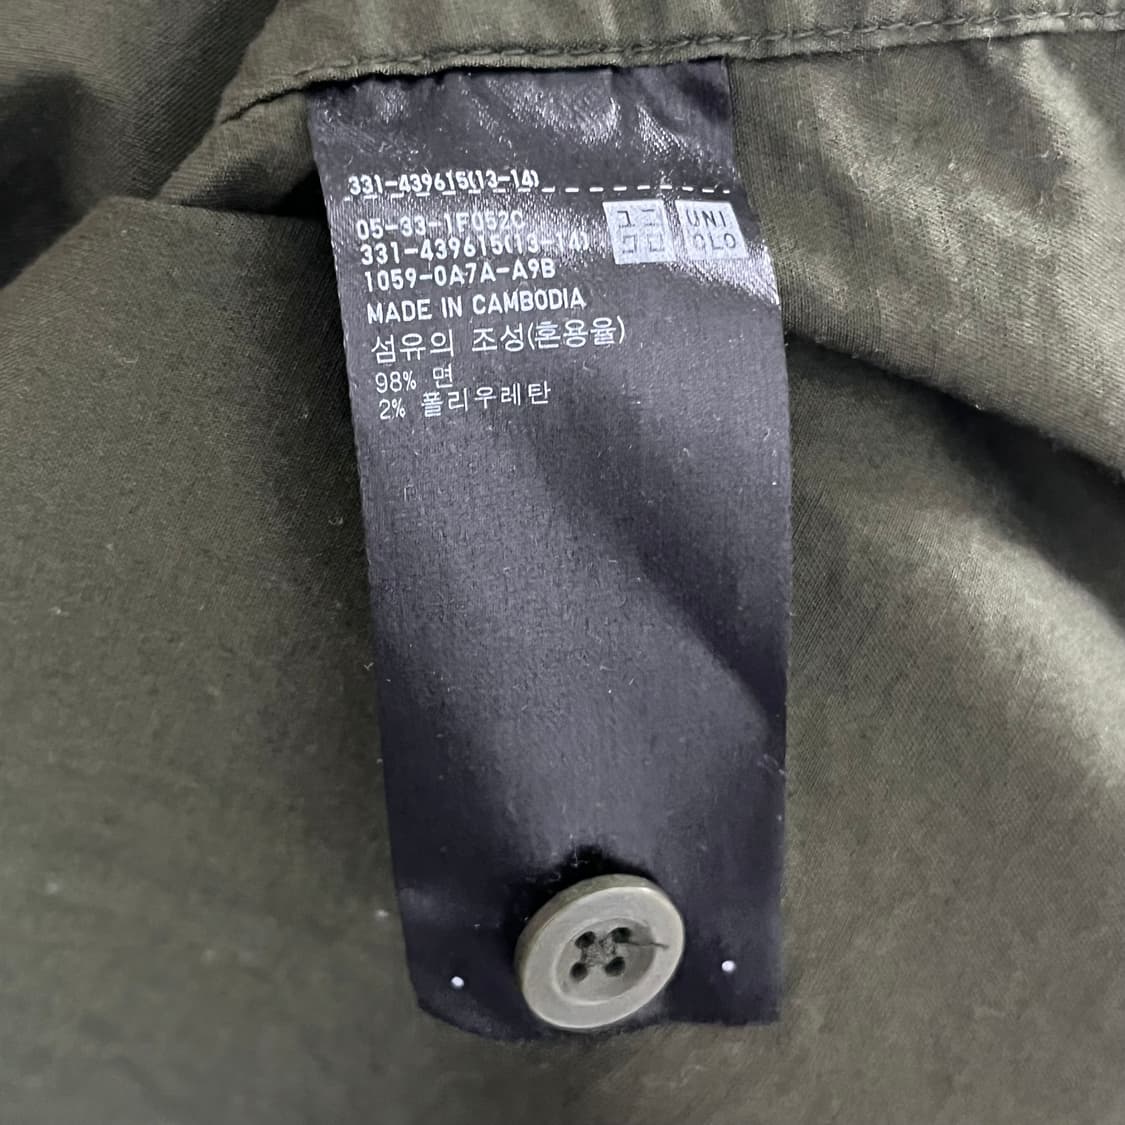 331-439615(13-14)
05-33-1F052C
331-439615(13-14)
1059-0A7A-A9B
ユニ
クロ
UNI
QLO
MADE IN CAMBODIA
섬유의 조성(혼용율)
98% 면
2% 폴리우레탄